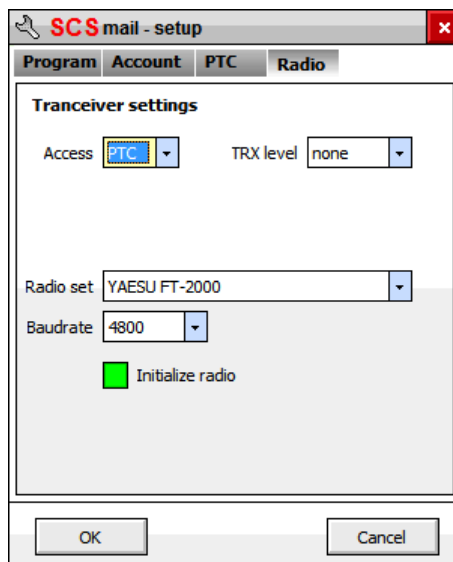 SCS mail - setup
Program Account PTC Radio
Tranceiver settings
Access PTC TRX level none
Radio set YAESU FT-2000
Baudrate 4800
Initialize radio
OK Cancel